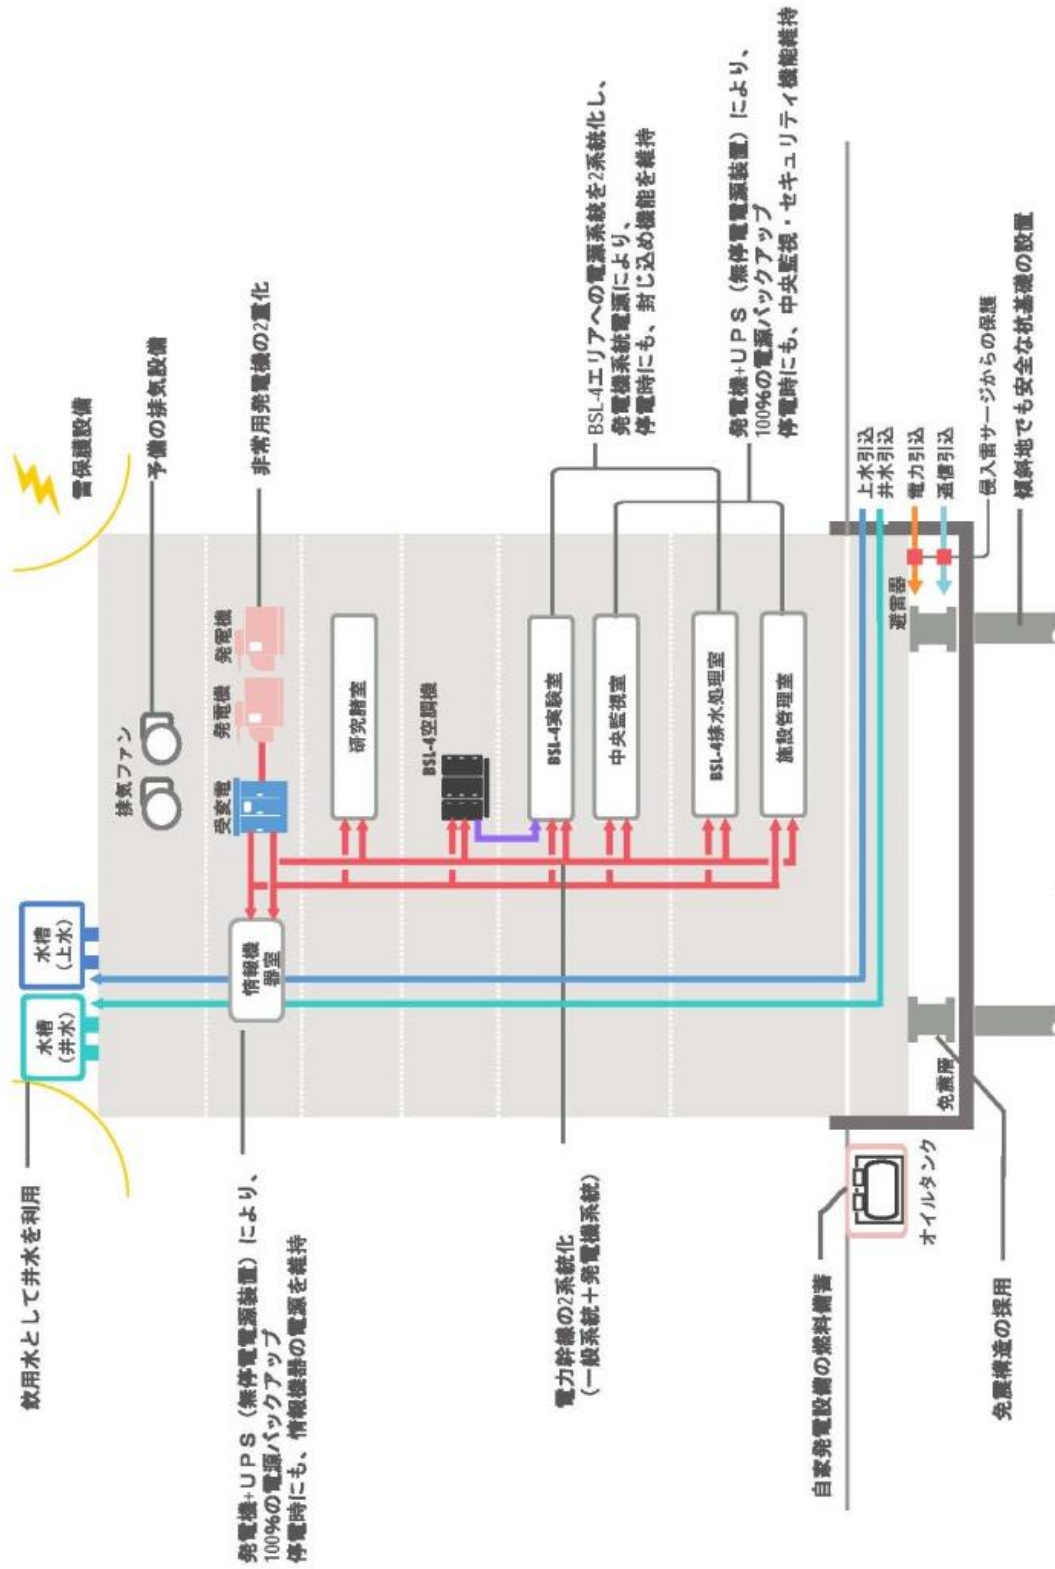 飲用水として井水を利用
水槽
（井水）
水槽
（上水）
雷保護設備
排気ファン
予備の排気設備
発電機+ＵＰＳ（無停電電源装置）により、
100%の電源バックアップ
停電時にも、情報機器の電源を維持
情報機
器室
受変電
発電機
発電機
非常用発電機の2重化
研究諸室
BSL-4空調機
電力幹線の2系統化
（一般系統＋発電機系統）
BSL-4実験室
中央監視室
BSL-4エリアへの電源系統を2系統化し、
発電機系統電源により、
停電時にも、封じ込め機能を維持
BSL-4排水処理室
施設管理室
発電機+ＵＰＳ（無停電電源装置）により、
100%の電源バックアップ
停電時にも、中央監視・セキュリティ機能維持
自家発電設備の燃料備蓄
オイルタンク
免震構造の採用
免震層
避雷器
上水引込
井水引込
電力引込
通信引込
侵入雷サージからの保護
傾斜地でも安全な杭基礎の設置